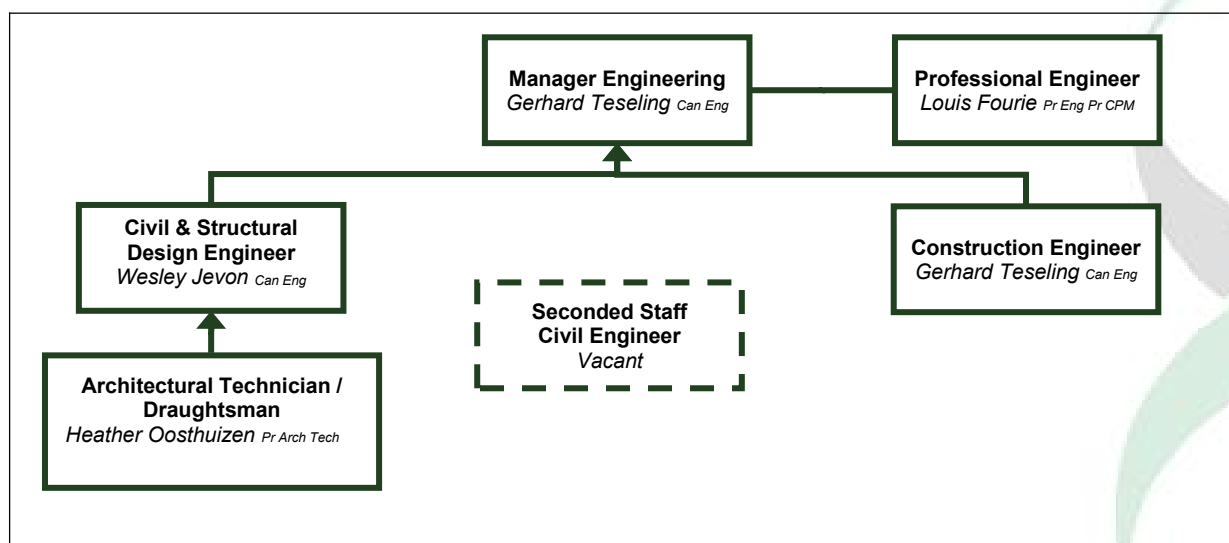 Manager Engineering
Gerhard Teseling Can Eng
Professional Engineer
Louis Fourie Pr Eng Pr CPM
Civil & Structural
Design Engineer
Wesley Jevon Can Eng
Construction Engineer
Gerhard Teseling Can Eng
Seconded Staff
Civil Engineer
Vacant
Architectural Technician /
Draughtsman
Heather Oosthuizen Pr Arch Tech